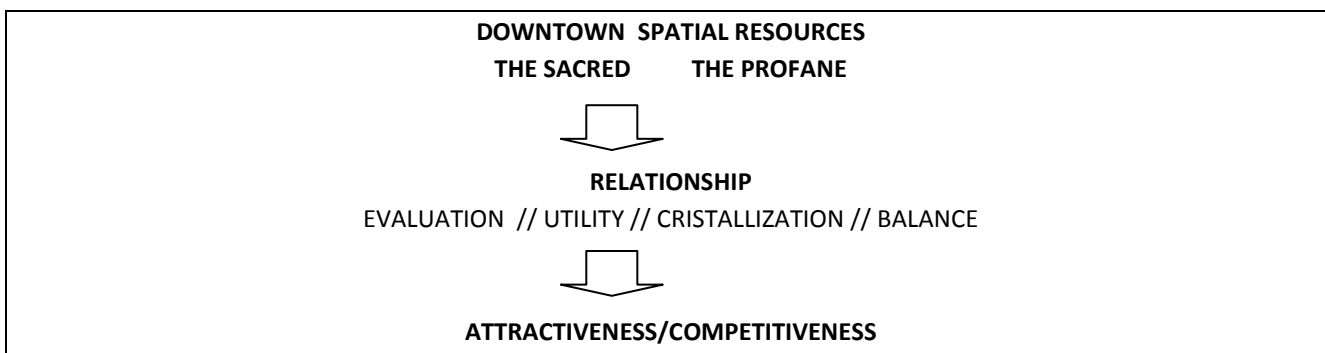 DOWNTOWN SPATIAL RESOURCES
THE SACRED THE PROFANE
RELATIONSHIP
EVALUATION // UTILITY // CRISTALLIZATION // BALANCE
ATTRACTIVENESS/COMPETITIVENESS